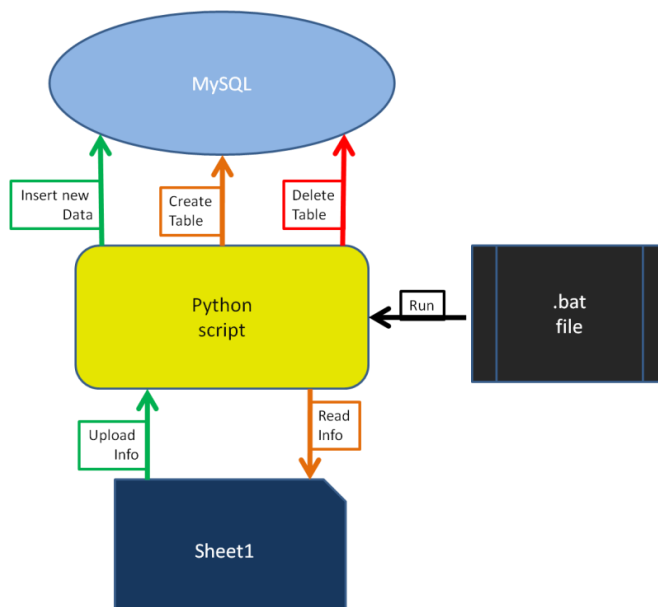 MySQL
Insert new
Data
Create
Table
Delete
Table
Python
script
Run
.bat
file
Upload
Info
Read
Info
Sheet1